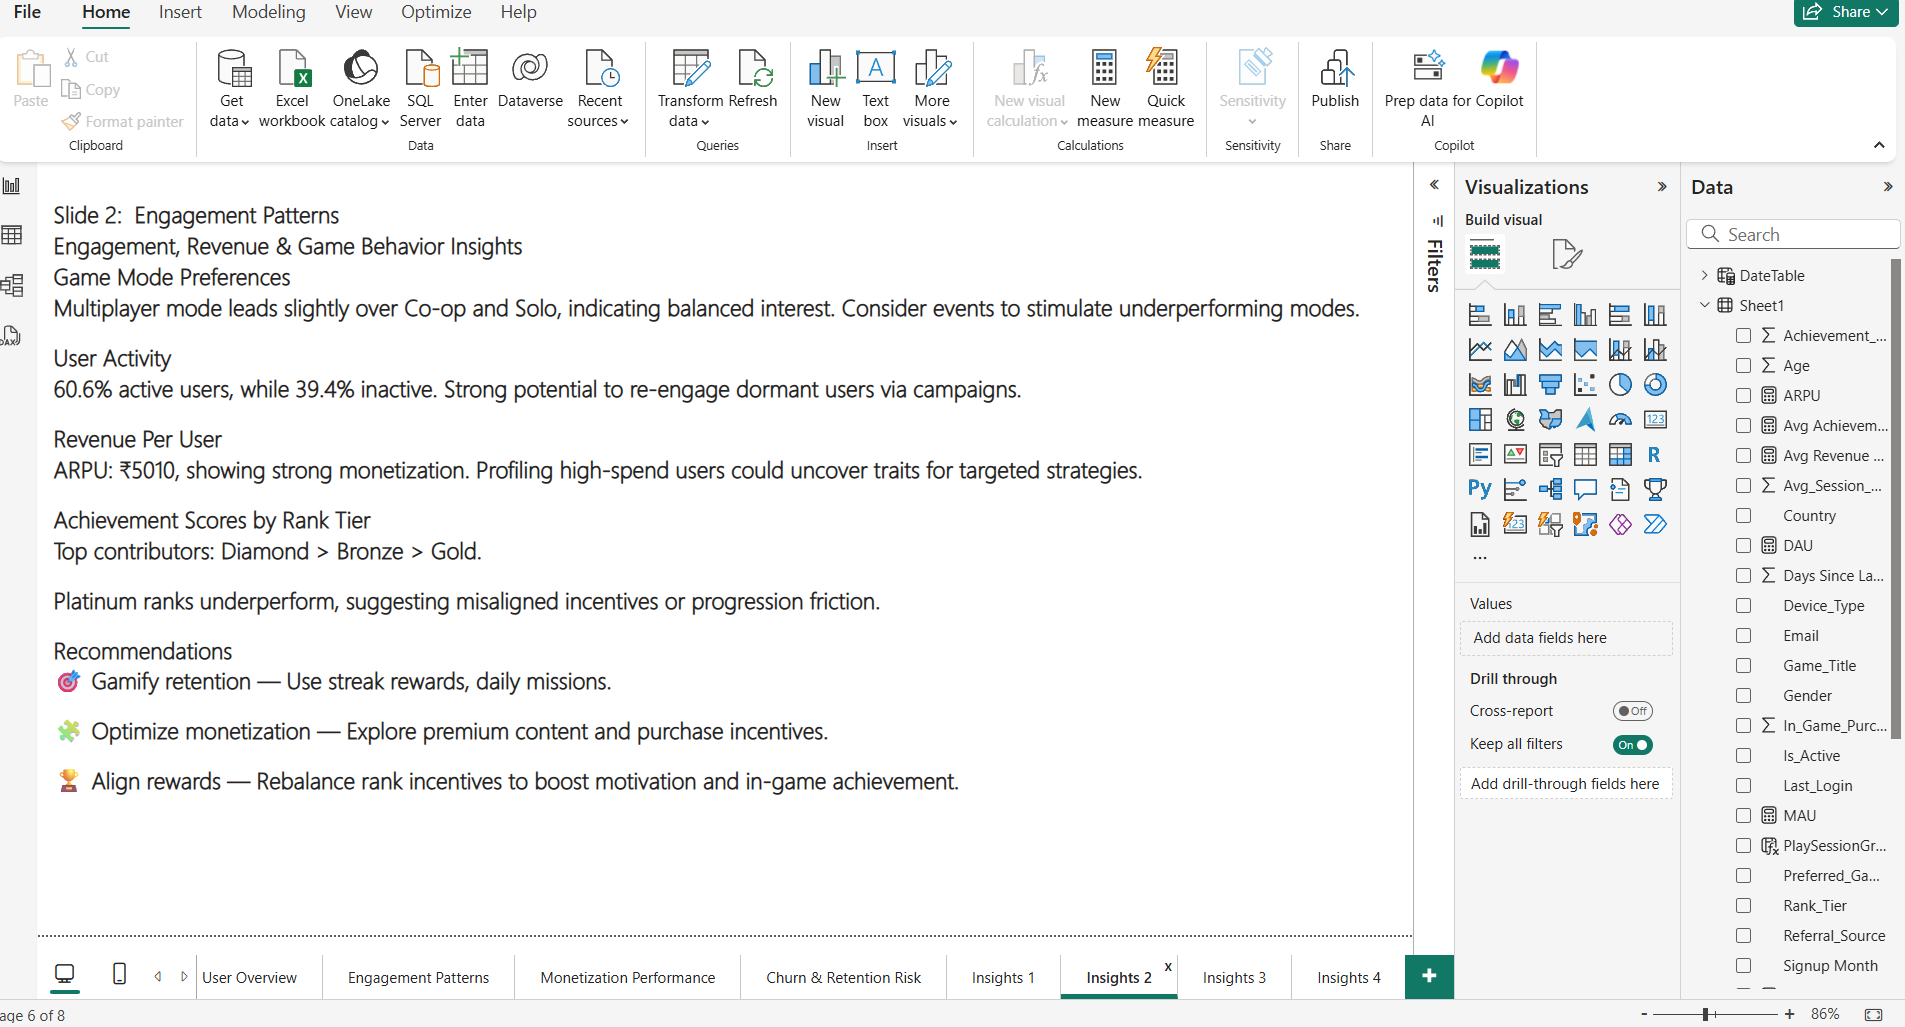 File Home Insert Modeling View Optimize Help Share
Paste
Cut
Copy
Format painter
Clipboard
Get data
Excel workbook
OneLake catalog
SQL Server
Enter data
Dataverse
Recent sources
Data
Transform data
Refresh
Queries
New visual
Text box
More visuals
Insert
New visual calculation
New measure
Quick measure
Calculations
Sensitivity
Sensitivity
Publish
Share
Prep data for AI
Copilot
Copilot
Slide 2: Engagement Patterns
Engagement, Revenue & Game Behavior Insights
Game Mode Preferences
Multiplayer mode leads slightly over Co-op and Solo, indicating balanced interest. Consider events to stimulate underperforming modes.
User Activity
60.6% active users, while 39.4% inactive. Strong potential to re-engage dormant users via campaigns.
Revenue Per User
ARPU: ₹5010, showing strong monetization. Profiling high-spend users could uncover traits for targeted strategies.
Achievement Scores by Rank Tier
Top contributors: Diamond > Bronze > Gold.
Platinum ranks underperform, suggesting misaligned incentives or progression friction.
Recommendations
🎯 Gamify retention — Use streak rewards, daily missions.
🧩 Optimize monetization — Explore premium content and purchase incentives.
🏆 Align rewards — Rebalance rank incentives to boost motivation and in-game achievement.
Filters
Visualizations
Build visual
123
R
Py
123
...
Values
Add data fields here
Drill through
Cross-report Off
Keep all filters On
Add drill-through fields here
Data
Search
DateTable
Sheet1
Achievement_...
Age
ARPU
Avg Achievem...
Avg Revenue ...
Avg_Session_...
Country
DAU
Days Since La...
Device_Type
Email
Game_Title
Gender
In_Game_Purc...
Is_Active
Last_Login
MAU
PlaySessionGr...
Preferred_Ga...
Rank_Tier
Referral_Source
Signup Month
User Overview Engagement Patterns Monetization Performance Churn & Retention Risk Insights 1 Insights 2 x Insights 3 Insights 4 +
age 6 of 8
- + 86%